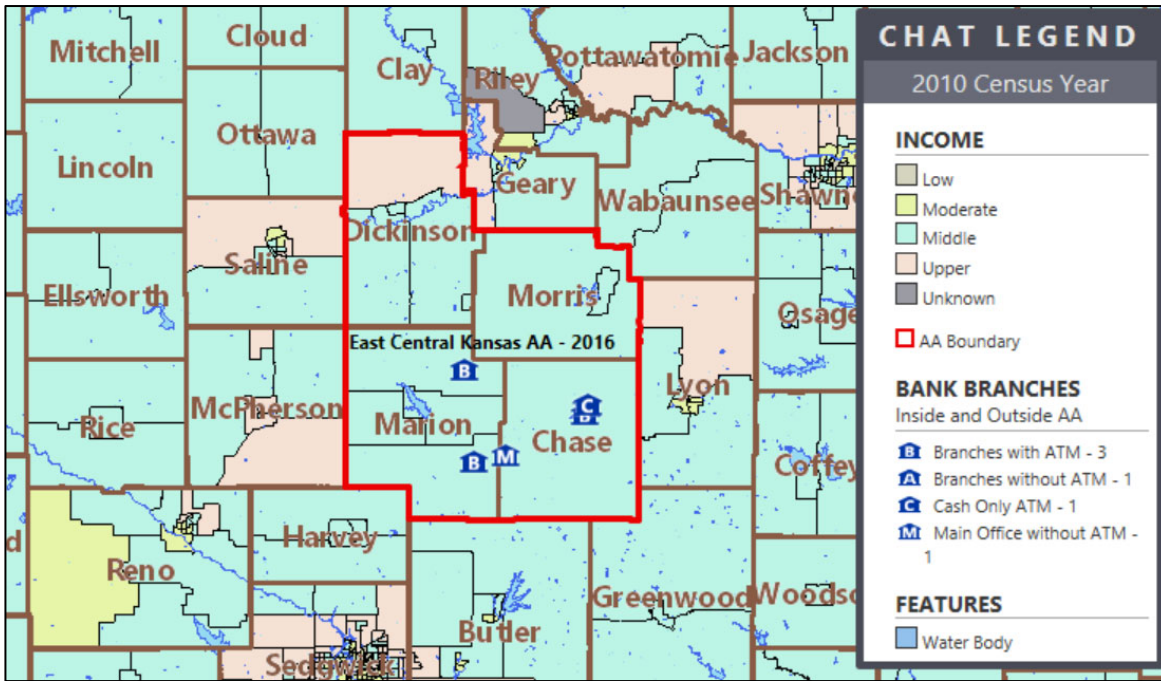 Mitchell
Cloud
Clay
Riley
Pottawatomie
Jackson
Lincoln
Ottawa
Geary
Wabaunsee
Shawne
Dickinson
Saline
Ellsworth
Morris
Osage
East Central Kansas AA - 2016
B
Lyon
Rice
McPherson
Marion
C
Chase
B
M
Coffey
d
Reno
Harvey
Greenwood
Woodso
Butler
Sedgwick
CHAT LEGEND
2010 Census Year
INCOME
Low
Moderate
Middle
Upper
Unknown
AA Boundary
BANK BRANCHES
Inside and Outside AA
B Branches with ATM - 3
A Branches without ATM - 1
C Cash Only ATM - 1
M Main Office without ATM -
1
FEATURES
Water Body